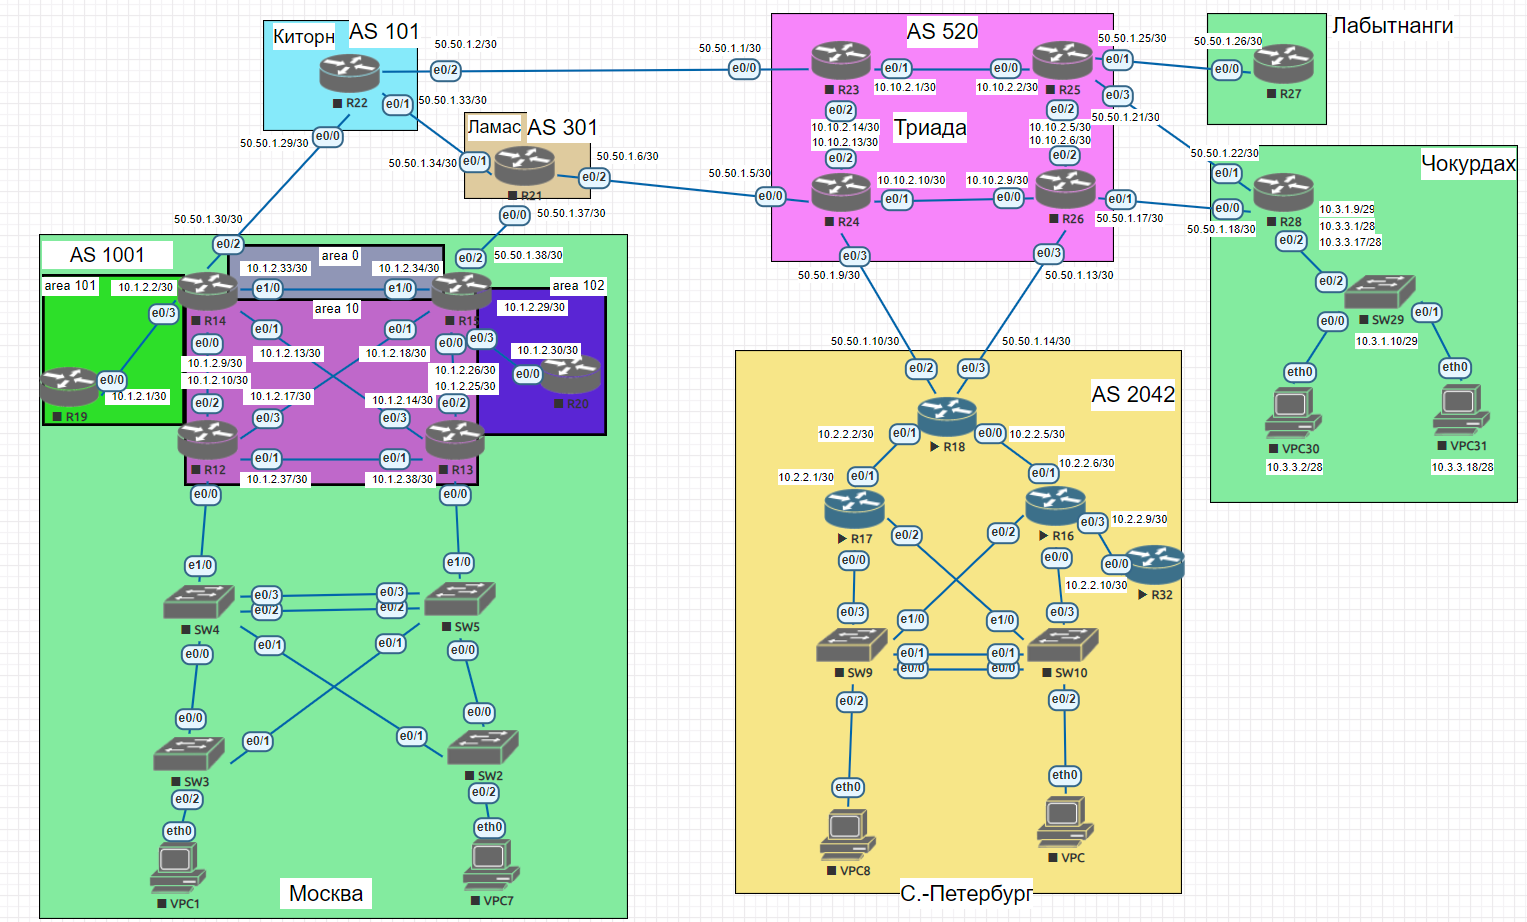 Киторн
AS 101
50.50.1.2/30
e0/2
R22
e0/1
50.50.1.33/30
e0/0
50.50.1.29/30
Ламас
AS 301
50.50.1.34/30
e0/1
50.50.1.6/30
e0/2
R21
e0/0
50.50.1.37/30
AS 520
50.50.1.1/30
e0/0
R23
e0/1
10.10.2.1/30
e0/0
10.10.2.2/30
R25
50.50.1.25/30
e0/1
e0/3
50.50.1.21/30
e0/2
10.10.2.14/30
10.10.2.13/30
e0/2
Триада
e0/2
10.10.2.5/30
10.10.2.6/30
e0/2
50.50.1.5/30
e0/0
10.10.2.10/30
e0/1
R24
10.10.2.9/30
e0/0
R26
e0/1
50.50.1.17/30
e0/3
50.50.1.9/30
e0/3
50.50.1.13/30
Лабытнанги
50.50.1.26/30
e0/0
R27
Чокурдах
50.50.1.22/30
e0/1
e0/0
50.50.1.18/30
R28
10.3.1.9/29
10.3.3.1/28
10.3.3.17/28
e0/2
e0/2
SW29
10.3.1.10/29
e0/0
e0/1
eth0
eth0
VPC30
10.3.3.2/28
VPC31
10.3.3.18/28
AS 1001
50.50.1.30/30
e0/2
area 0
e0/2
50.50.1.38/30
10.1.2.33/30
10.1.2.34/30
area 101
10.1.2.2/30
e1/0
e1/0
area 102
e0/3
R14
area 10
R15
10.1.2.29/30
e0/1
e0/1
e0/0
e0/0
e0/3
10.1.2.13/30
10.1.2.18/30
10.1.2.30/30
10.1.2.9/30
10.1.2.10/30
10.1.2.26/30
10.1.2.25/30
e0/0
e0/0
10.1.2.1/30
R19
R20
10.1.2.17/30
10.1.2.14/30
e0/2
e0/3
e0/3
e0/2
R12
e0/1
e0/1
R13
10.1.2.37/30
10.1.2.38/30
e0/0
e0/0
e1/0
e1/0
e0/3
e0/2
e0/3
e0/2
SW4
SW5
e0/0
e0/1
e0/1
e0/0
e0/0
e0/1
e0/1
e0/0
SW3
SW2
e0/2
e0/2
eth0
eth0
VPC1
VPC7
Москва
50.50.1.10/30
50.50.1.14/30
e0/2
e0/3
AS 2042
10.2.2.2/30
e0/1
R18
e0/0
10.2.2.5/30
10.2.2.1/30
e0/1
e0/1
10.2.2.6/30
R17
e0/2
e0/2
R16
e0/3
10.2.2.9/30
e0/0
e0/0
e0/0
10.2.2.10/30
R32
e0/3
e1/0
e1/0
e0/3
e0/1
e0/0
e0/1
e0/0
SW9
SW10
e0/2
e0/2
eth0
eth0
VPC8
VPC
С.-Петербург